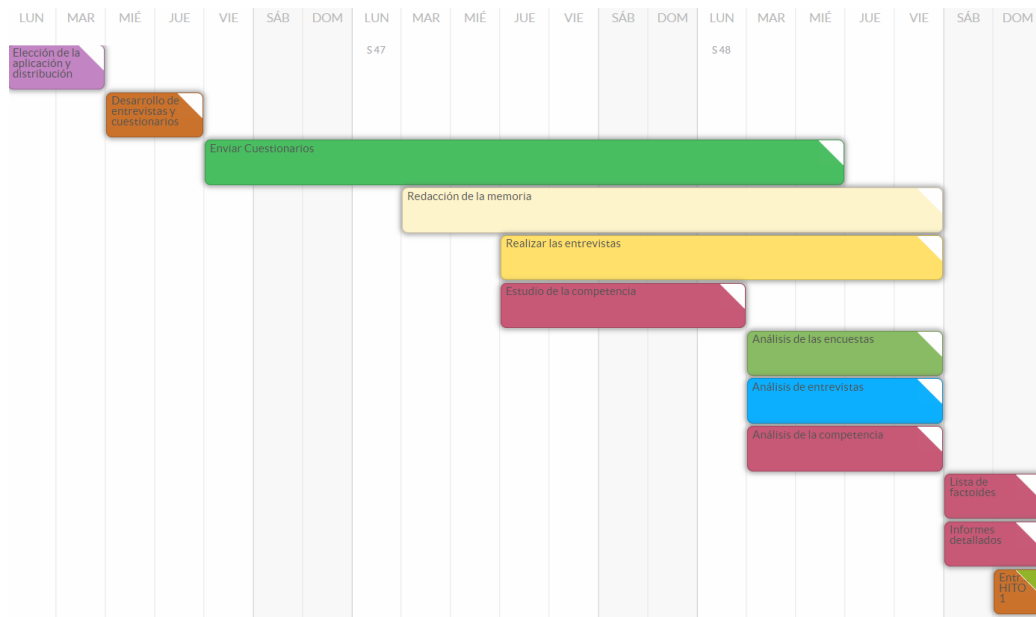 LUN MAR MIÉ JUE VIE SÁB DOM LUN MAR MIÉ JUE VIE SÁB DOM LUN MAR MIÉ JUE VIE SÁB DOM
S 47 S 48
Elección de la
aplicación y
distribución
Desarrollo de
entrevistas y
cuestionarios
Enviar Cuestionarios
Redacción de la memoria
Realizar las entrevistas
Estudio de la competencia
Análisis de las encuestas
Análisis de entrevistas
Análisis de la competencia
Lista de
factoides
Informes
detallados
HITO
1